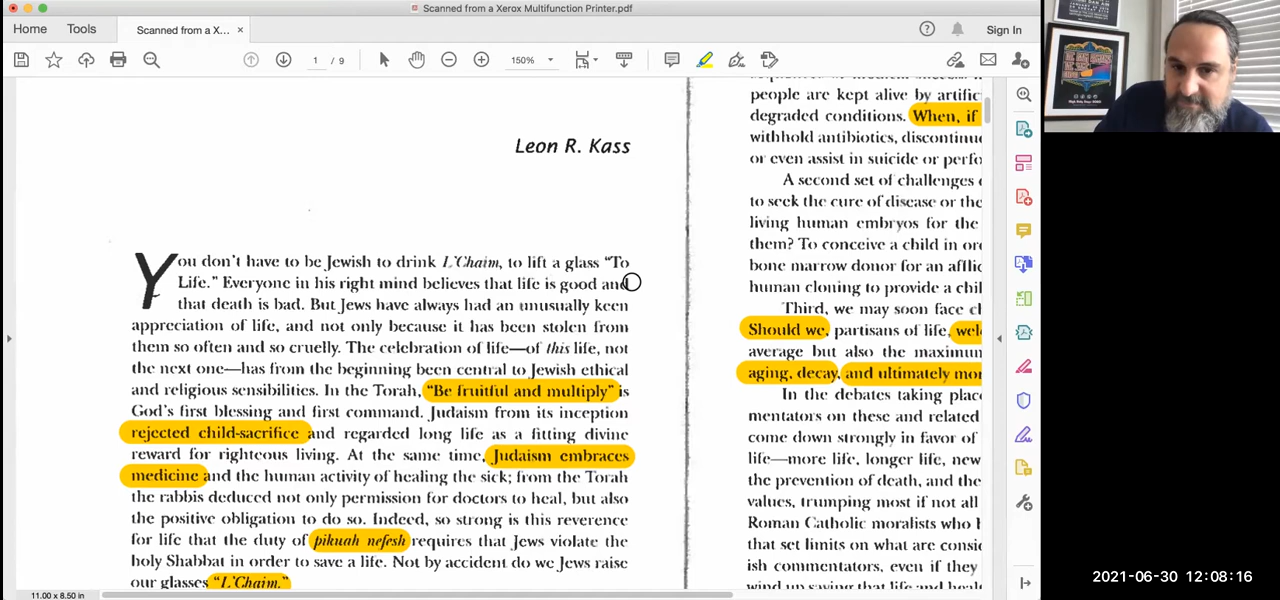 Scanned from a Xerox Multifunction Printer.pdf
Home
Tools
Scanned from a X...
×
Sign In
1 / 9
150%
Leon R. Kass
You don't have to be Jewish to drink L'Chaim, to lift a glass "To
Life." Everyone in his right mind believes that life is good and
that death is bad. But Jews have always had an unusually keen
appreciation of life, and not only because it has been stolen from
them so often and so cruelly. The celebration of life—of this life, not
the next one—has from the beginning been central to Jewish ethical
and religious sensibilities. In the Torah, "Be fruitful and multiply" is
God's first blessing and first command. Judaism from its inception
rejected child-sacrifice and regarded long life as a fitting divine
reward for righteous living. At the same time, Judaism embraces
medicine and the human activity of healing the sick; from the Torah
the rabbis deduced not only permission for doctors to heal, but also
the positive obligation to do so. Indeed, so strong is this reverence
for life that the duty of pikuah nefesh requires that Jews violate the
holy Shabbat in order to save a life. Not by accident do we Jews raise
our glasses "L'Chaim."
people are kept alive by artific
degraded conditions. When, if
withhold antibiotics, discontinue
or even assist in suicide or perfo
A second set of challenges
to seek the cure of disease or the
living human embryos for the
them? To conceive a child in ord
bone marrow donor for an afflic
human cloning to provide a chil
Third, we may soon face cl
Should we, partisans of life, welc
average but also the maximum
aging, decay, and ultimately mor
In the debates taking place
mentators on these and related
come down strongly in favor of
life—more life, longer life, new
the prevention of death, and the
values, trumping most if not all
Roman Catholic moralists who h
that set limits on what are consid
ish commentators, even if they
wind up saying that life and healt
11.00 x 8.50 in
2021-06-30 12:08:16